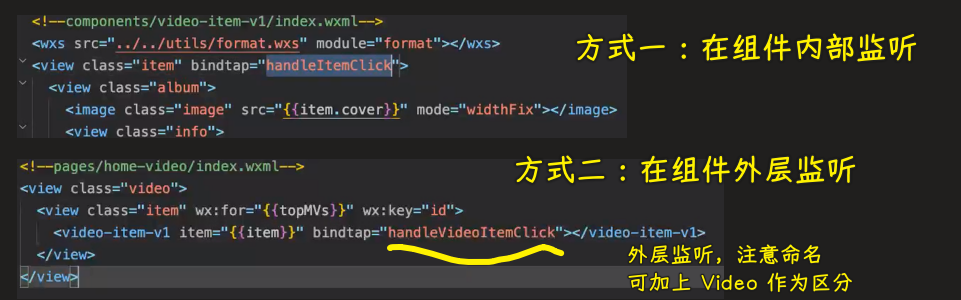 <!--components/video-item-v1/index.wxml-->
<wxs src="../../utils/format.wxs" module="format"></wxs>
方式一：在组件内部监听
<view class="item" bindtap="handleItemClick">
<view class="album">
<image class="image" src="{{item.cover}}" mode="widthFix"></image>
<view class="info">
<!--pages/home-video/index.wxml-->
方式二：在组件外层监听
<view class="video">
<view class="item" wx:for="{{topMVs}}" wx:key="id">
<video-item-v1 item="{{item}}" bindtap="handleVideoItemClick"></video-item-v1>
</view>
外层监听，注意命名
</view>
可加上 Video 作为区分